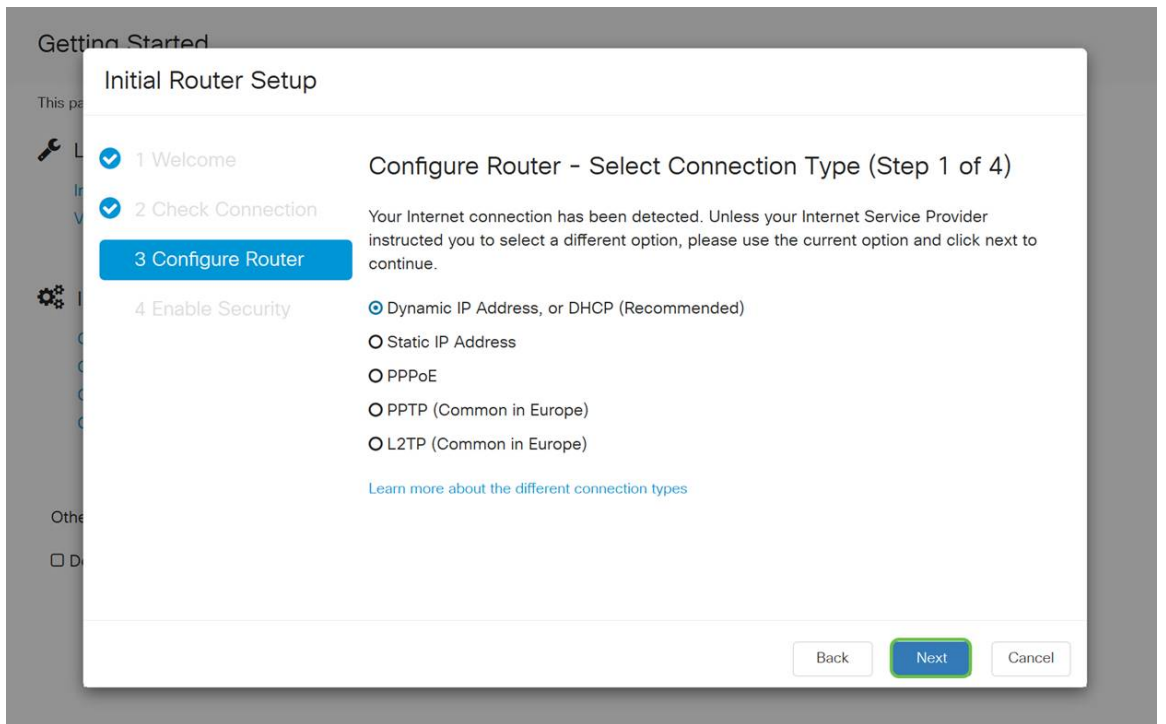 Getting Started
Initial Router Setup
This
1 Welcome
2 Check Connection
3 Configure Router
4 Enable Security
Configure Router - Select Connection Type (Step 1 of 4)
Your Internet connection has been detected. Unless your Internet Service Provider
instructed you to select a different option, please use the current option and click next to
continue.
Dynamic IP Address, or DHCP (Recommended)
Static IP Address
PPPoE
PPTP (Common in Europe)
L2TP (Common in Europe)
Learn more about the different connection types
Back
Next
Cancel